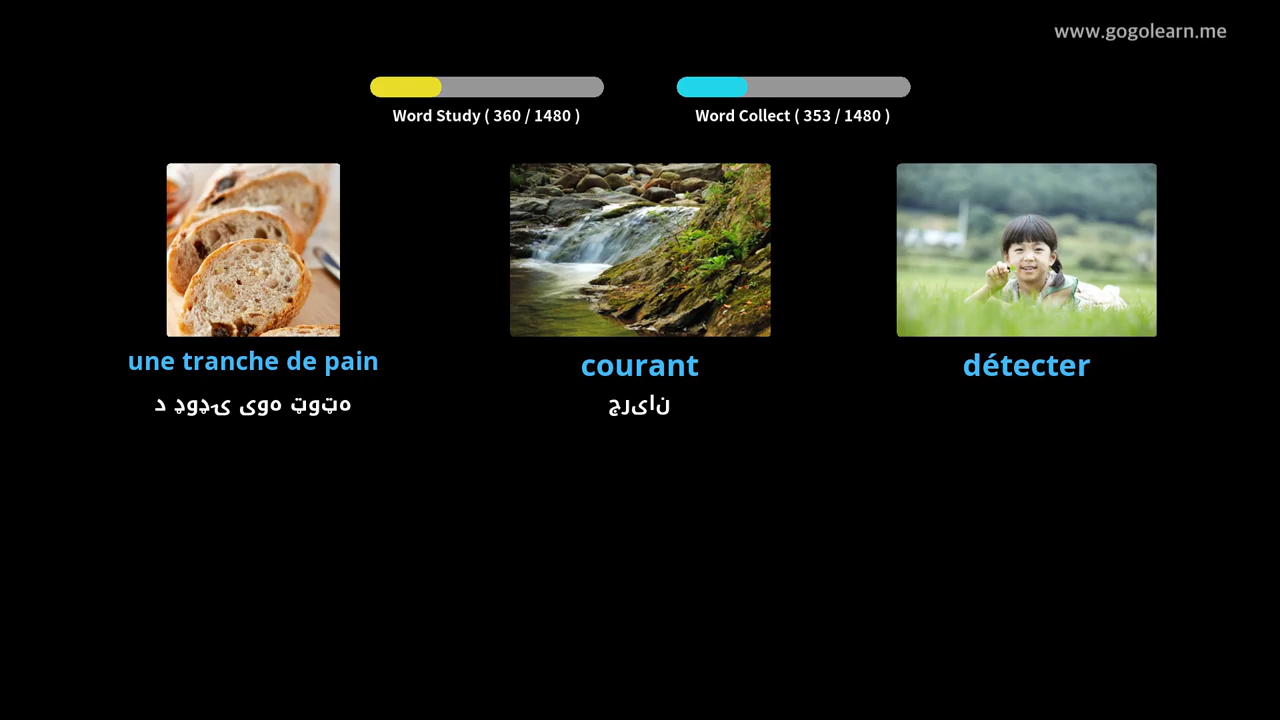 www.gogolearn.me
Word Study ( 360 / 1480 )
Word Collect ( 353 / 1480 )
une tranche de pain
د ډوډۍ یوه ټوټه
courant
جریان
détecter